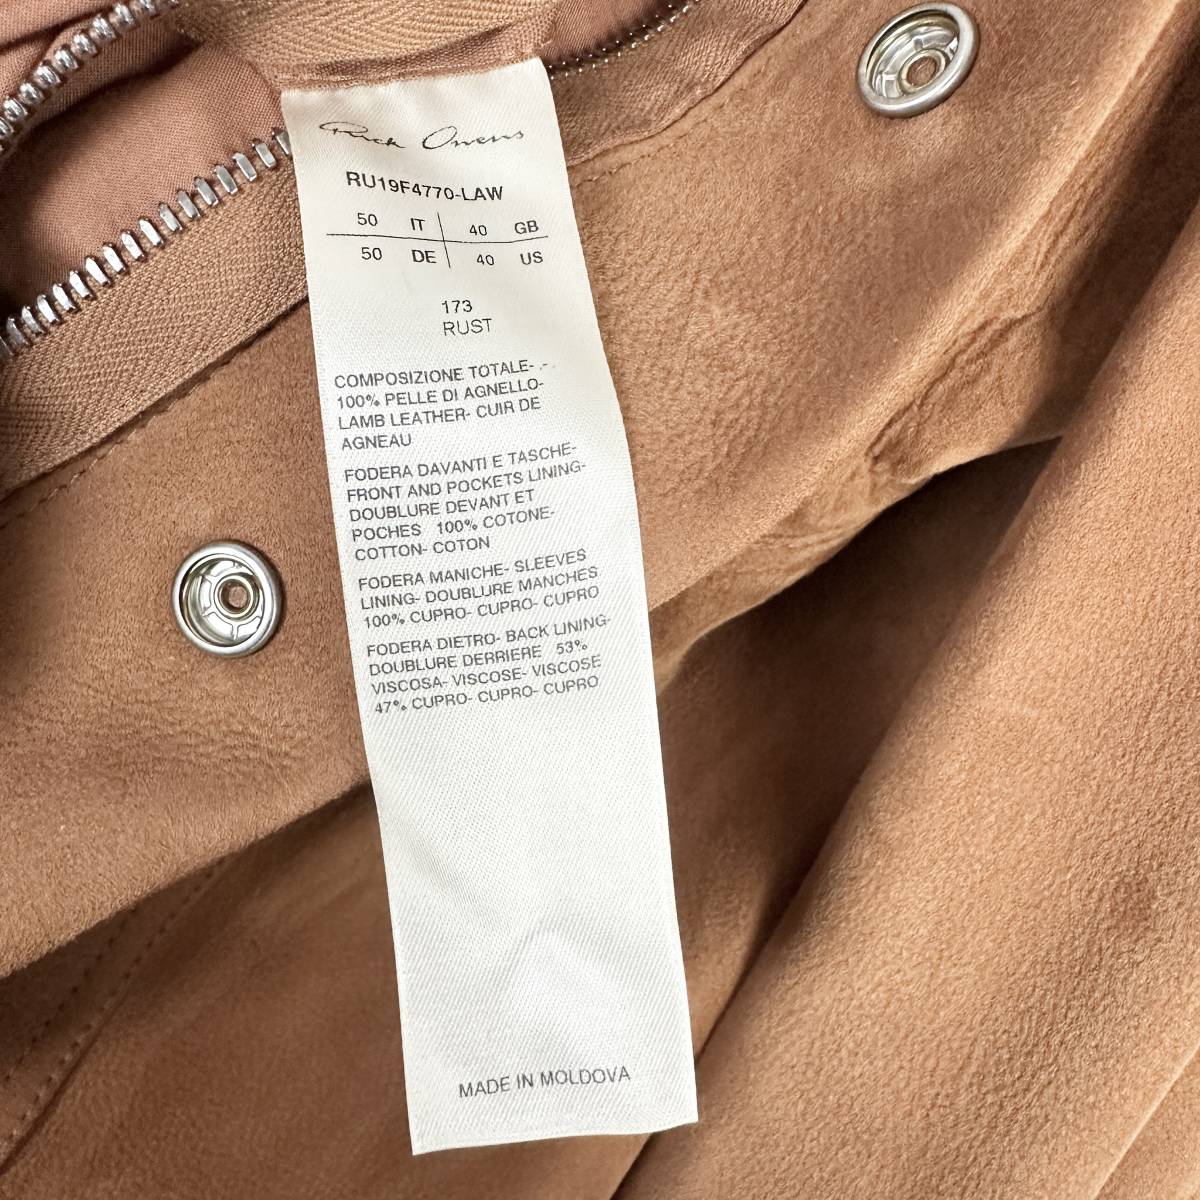 Rick Owens
RU19F4770-LAW
50 IT 40 GB
50 DE 40 US
173
RUST
COMPOSIZIONE TOTALE- -
100% PELLE DI AGNELLO-
LAMB LEATHER- CUIR DE
AGNEAU
FODERA DAVANTI E TASCHE-
FRONT AND POCKETS LINING-
DOUBLURE DEVANT ET
POCHES 100% COTONE-
COTTON- COTON
FODERA MANICHE- SLEEVES
LINING- DOUBLURE MANCHES
100% CUPRO- CUPRO- CUPRO
FODERA DIETRO- BACK LINING-
DOUBLURE DERRIERE 53%
VISCOSA- VISCOSE- VISCOSE
47% CUPRO- CUPRO- CUPRO
MADE IN MOLDOVA